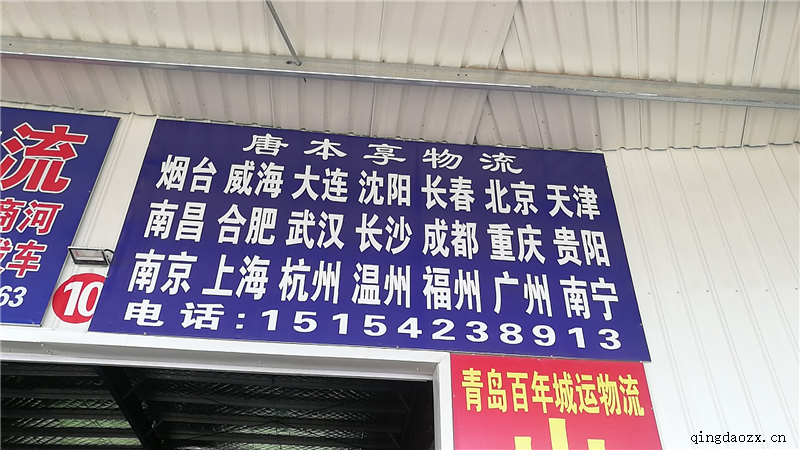 流
商河
发车
63
10
唐本享物流
烟台 威海 大连 沈阳 长春 北京 天津
南昌 合肥 武汉 长沙 成都 重庆 贵阳
南京 上海 杭州 温州 福州 广州 南宁
电话:15154238913
青岛百年城运物流
qingdaozx.cn